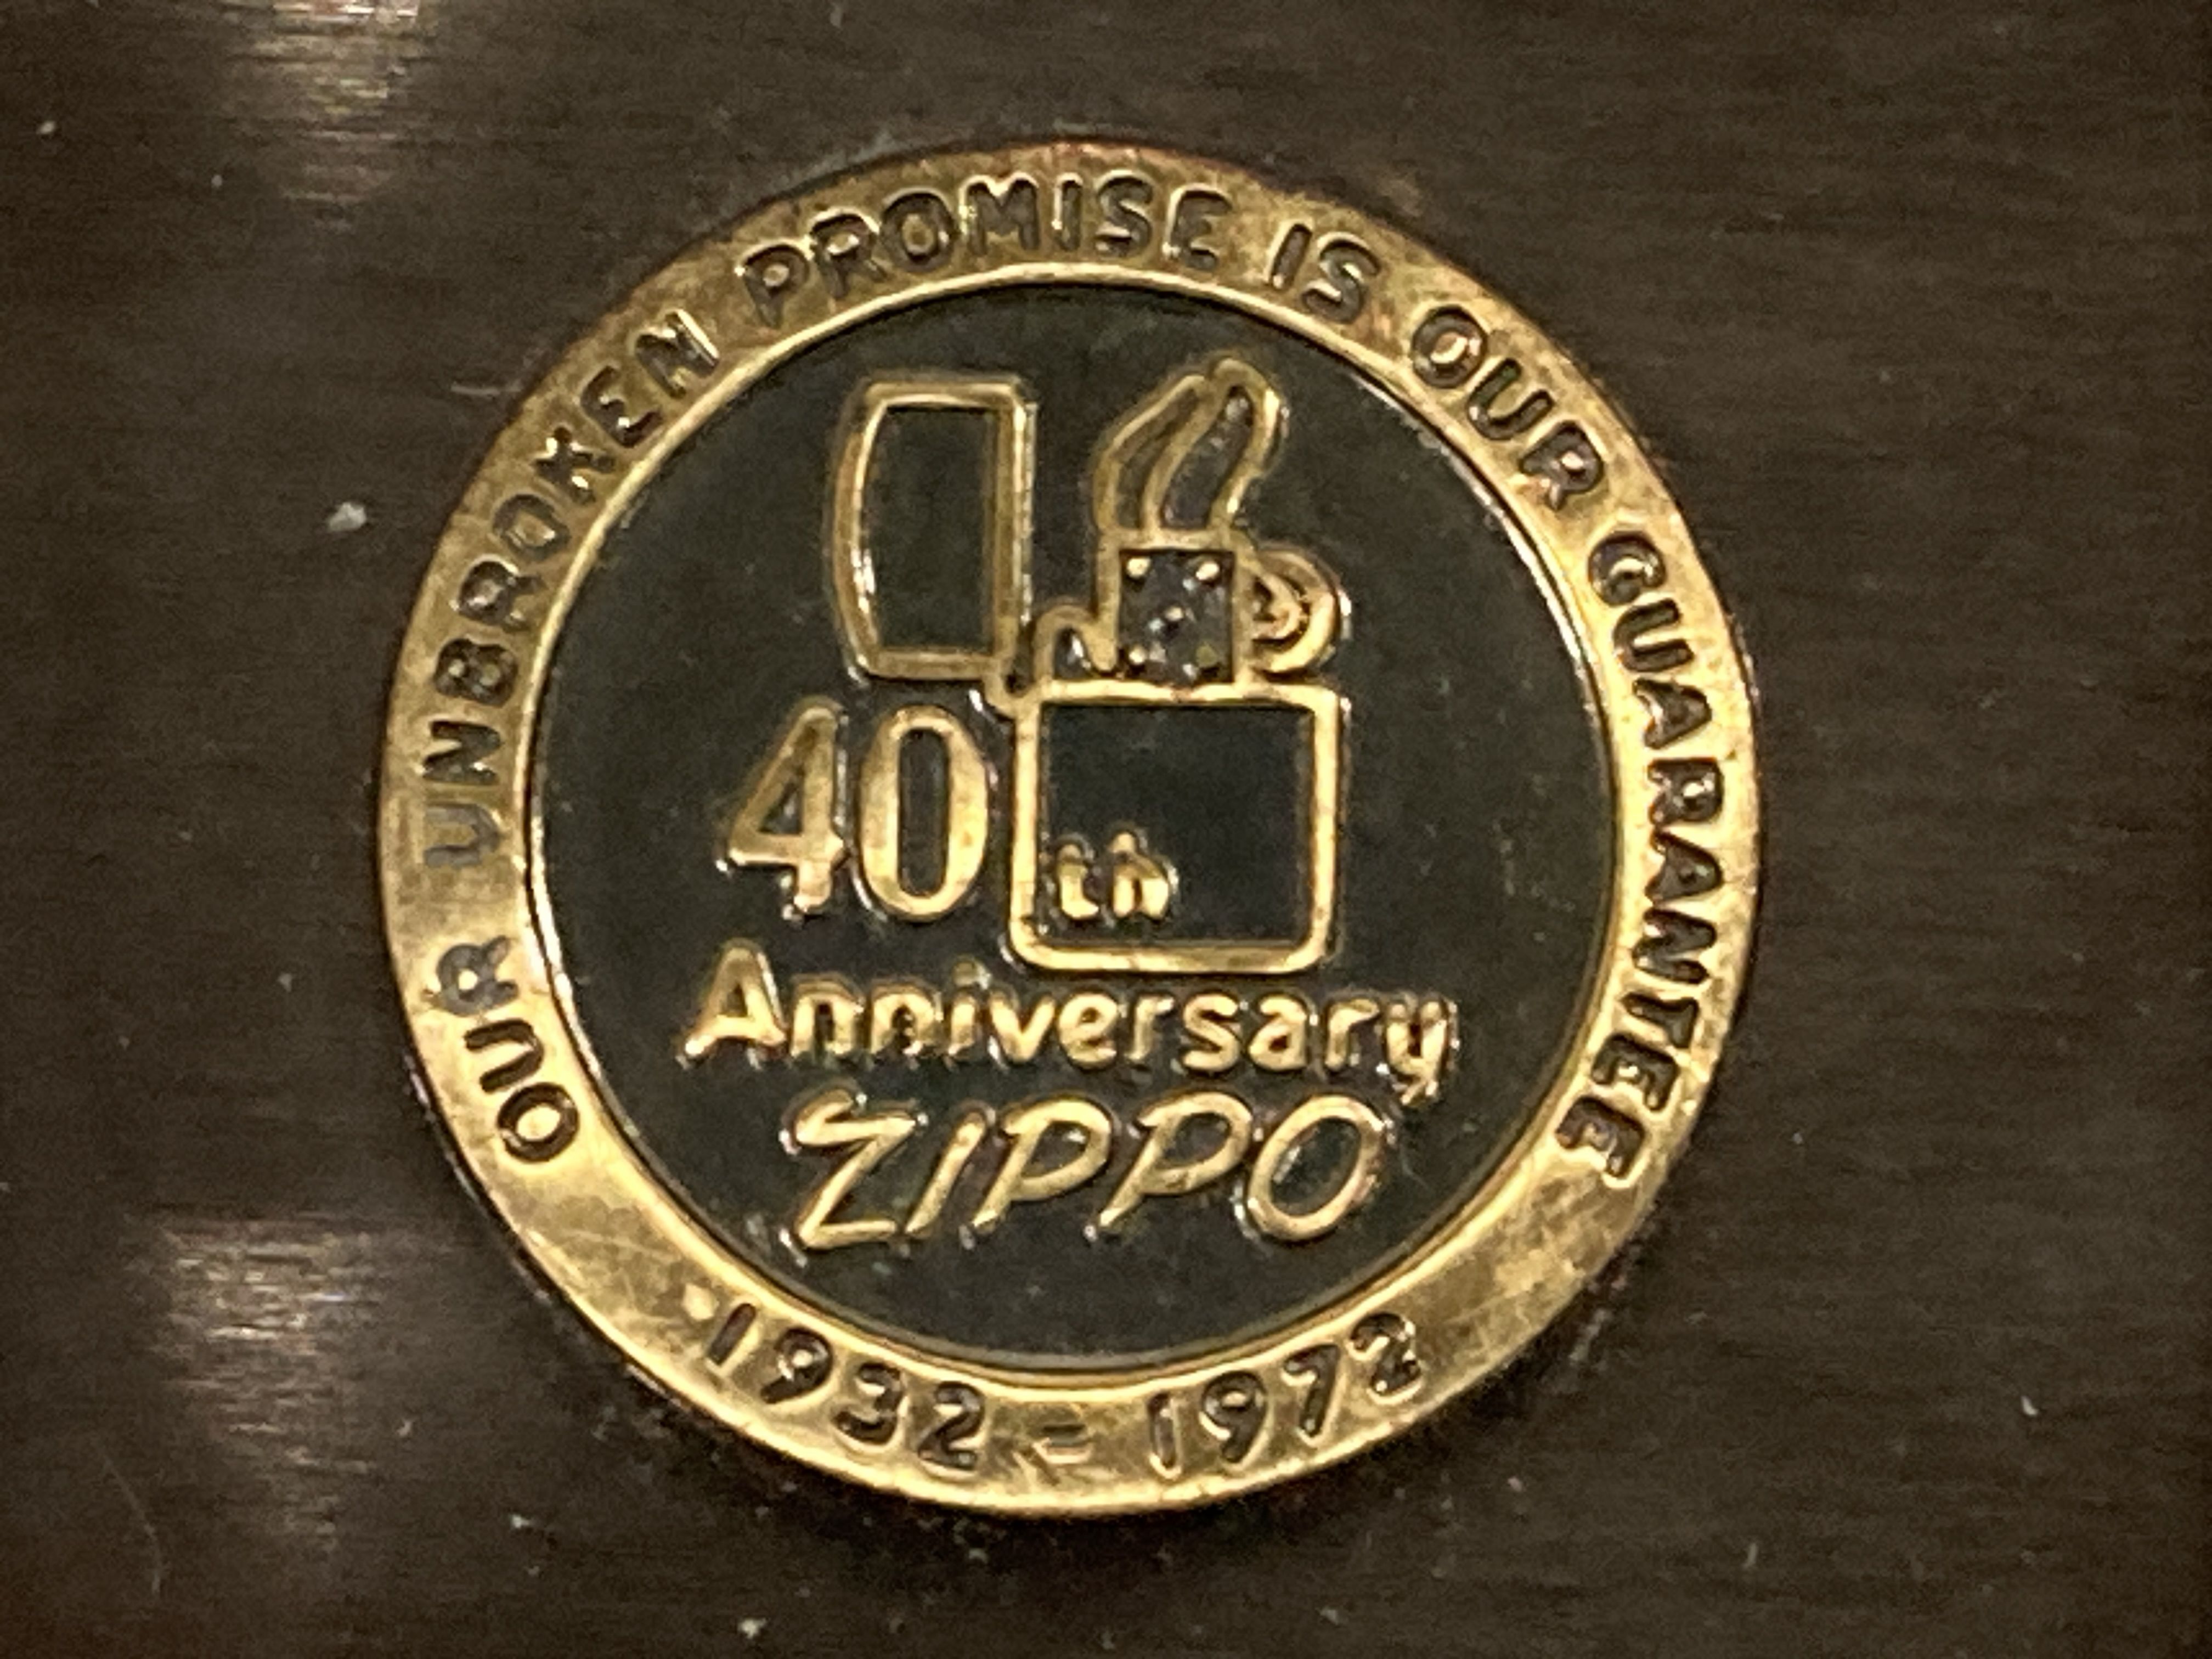 OUR UNBROKEN PROMISE IS OUR GUARANTEE
40th
Anniversary
ZIPPO
1932-1972